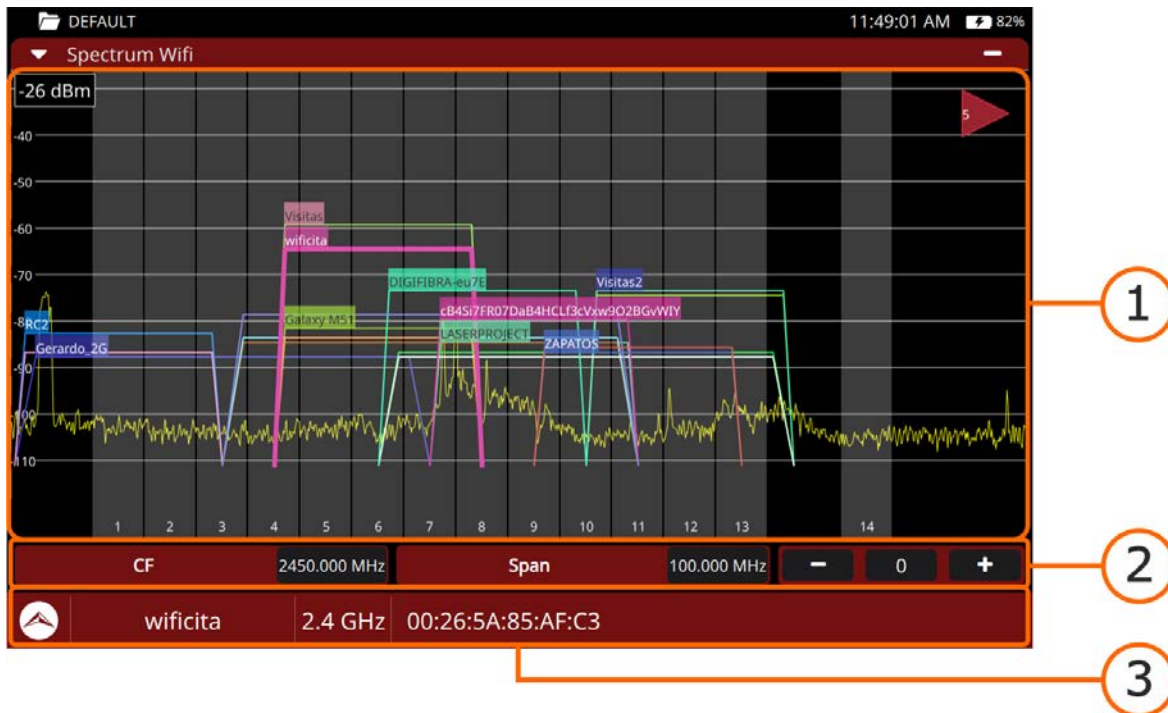 DEFAULT 11:49:01 AM 82%
Spectrum Wifi
-26 dBm
5
-40
-50
Visitas
-60
wificita
-70
DIGIFIBRA-eu7E Visitas2
cB4Si7FR07DaB4HCLf3cVxw9O2BGvWIY
-80
RC2 Galaxy M51
LASERPROJECT
Gerardo_2G ZAPATOS
-90
-100
-110
1 2 3 4 5 6 7 8 9 10 11 12 13 14
CF 2450.000 MHz Span 100.000 MHz − 0 +
wificita 2.4 GHz 00:26:5A:85:AF:C3
1
2
3